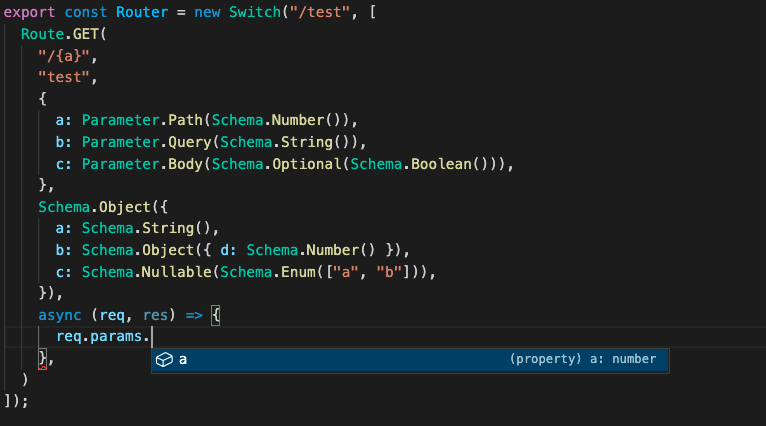 export const Router = new Switch("/test", [
  Route.GET(
    "/{a}",
    "test",
    {
      a: Parameter.Path(Schema.Number()),
      b: Parameter.Query(Schema.String()),
      c: Parameter.Body(Schema.Optional(Schema.Boolean())),
    },
    Schema.Object({
      a: Schema.String(),
      b: Schema.Object({ d: Schema.Number() }),
      c: Schema.Nullable(Schema.Enum(["a", "b"])),
    }),
    async (req, res) => {
      req.params.
a (property) a: number
    },
  )
]);